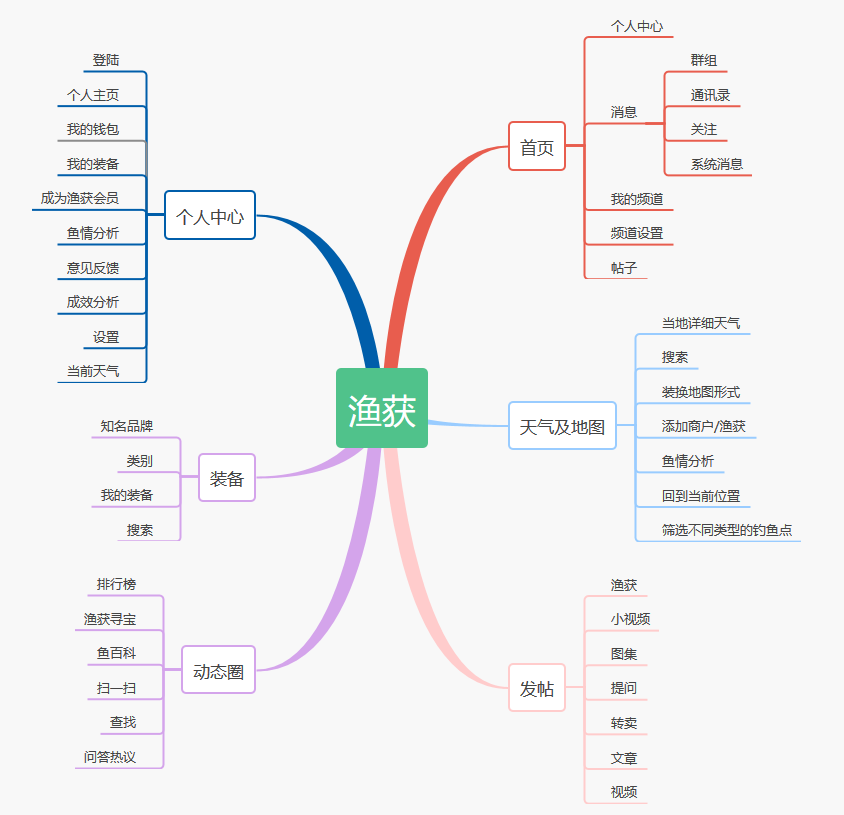 渔获
首页
个人中心
消息
群组
通讯录
关注
系统消息
我的频道
频道设置
帖子
天气及地图
当地详细天气
搜索
装换地图形式
添加商户/渔获
鱼情分析
回到当前位置
筛选不同类型的钓鱼点
发帖
渔获
小视频
图集
提问
转卖
文章
视频
个人中心
登陆
个人主页
我的钱包
我的装备
成为渔获会员
鱼情分析
意见反馈
成效分析
设置
当前天气
装备
知名品牌
类别
我的装备
搜索
动态圈
排行榜
渔获寻宝
鱼百科
扫一扫
查找
问答热议